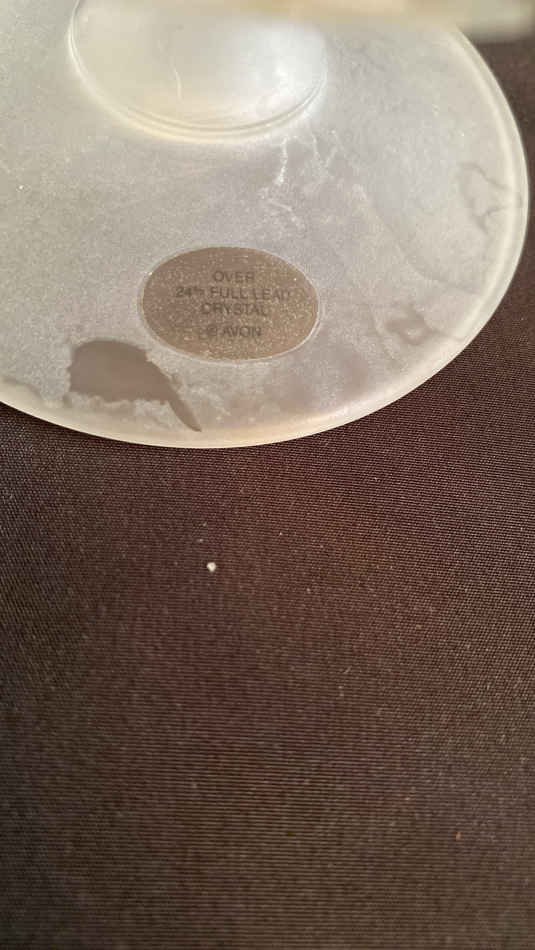 OVER
24% FULL LEAD
CRYSTAL
© AVON